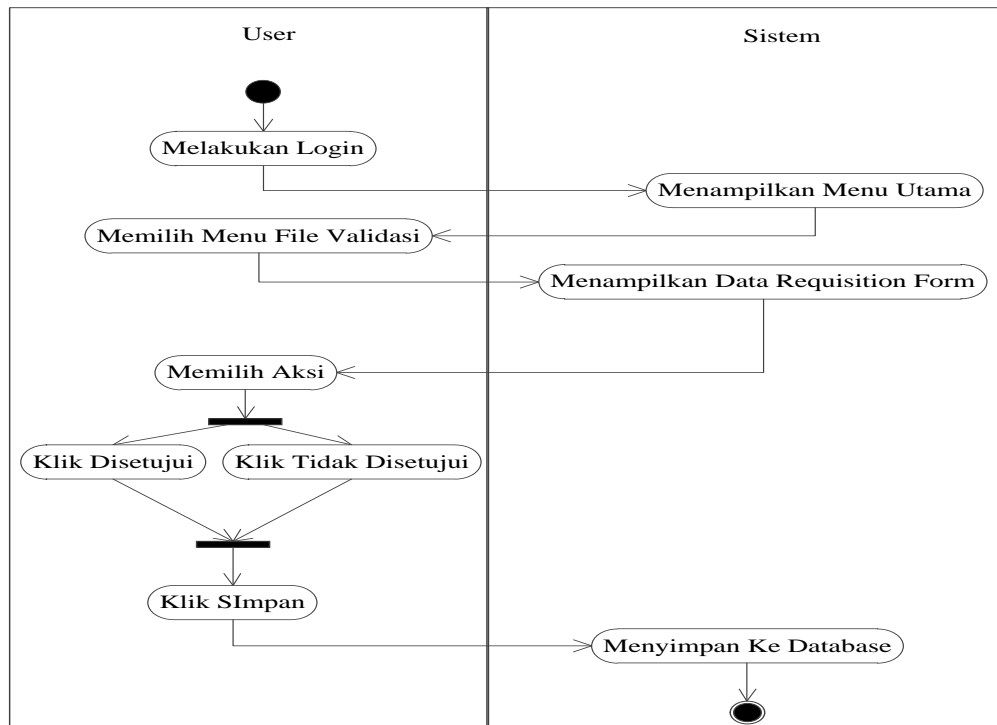 User
Sistem
Melakukan Login
Menampilkan Menu Utama
Memilih Menu File Validasi
Menampilkan Data Requisition Form
Memilih Aksi
Klik Disetujui
Klik Tidak Disetujui
Klik SImpan
Menyimpan Ke Database